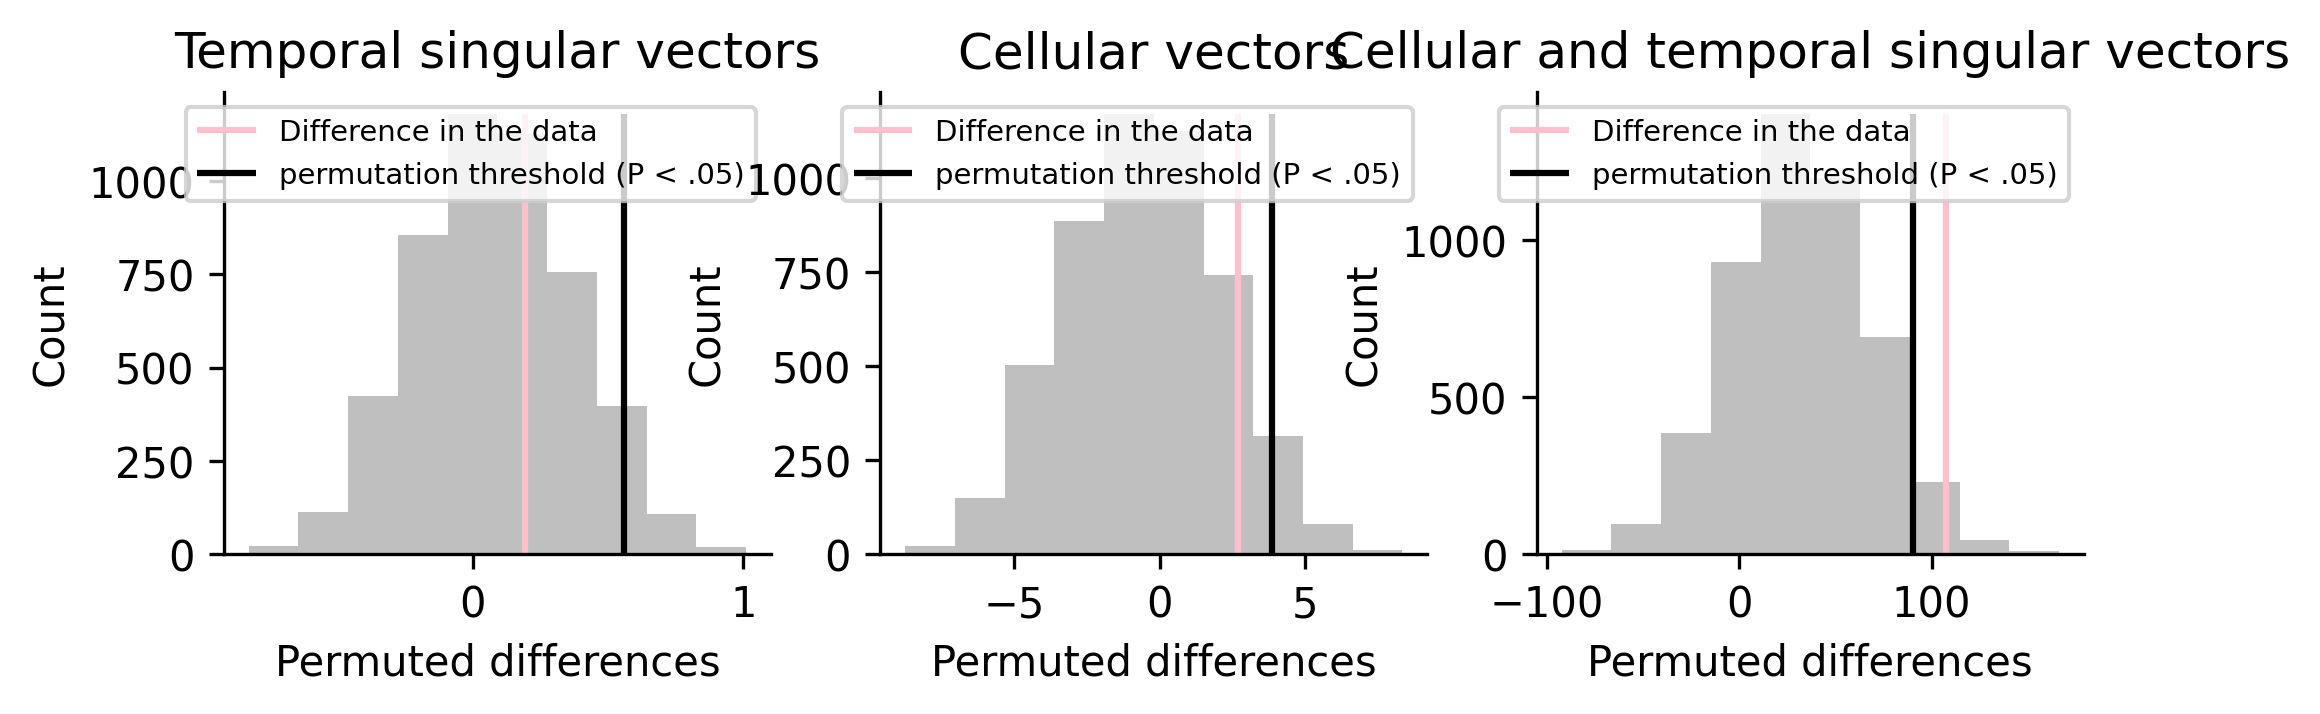 Temporal singular vectors
Difference in the data
permutation threshold (P < .05)
Count
1000
750
500
250
0
0
1
Permuted differences
Cellular vectors
Difference in the data
permutation threshold (P < .05)
Count
1000
750
500
250
0
−5
0
5
Permuted differences
Cellular and temporal singular vectors
Difference in the data
permutation threshold (P < .05)
Count
1000
500
0
−100
0
100
Permuted differences